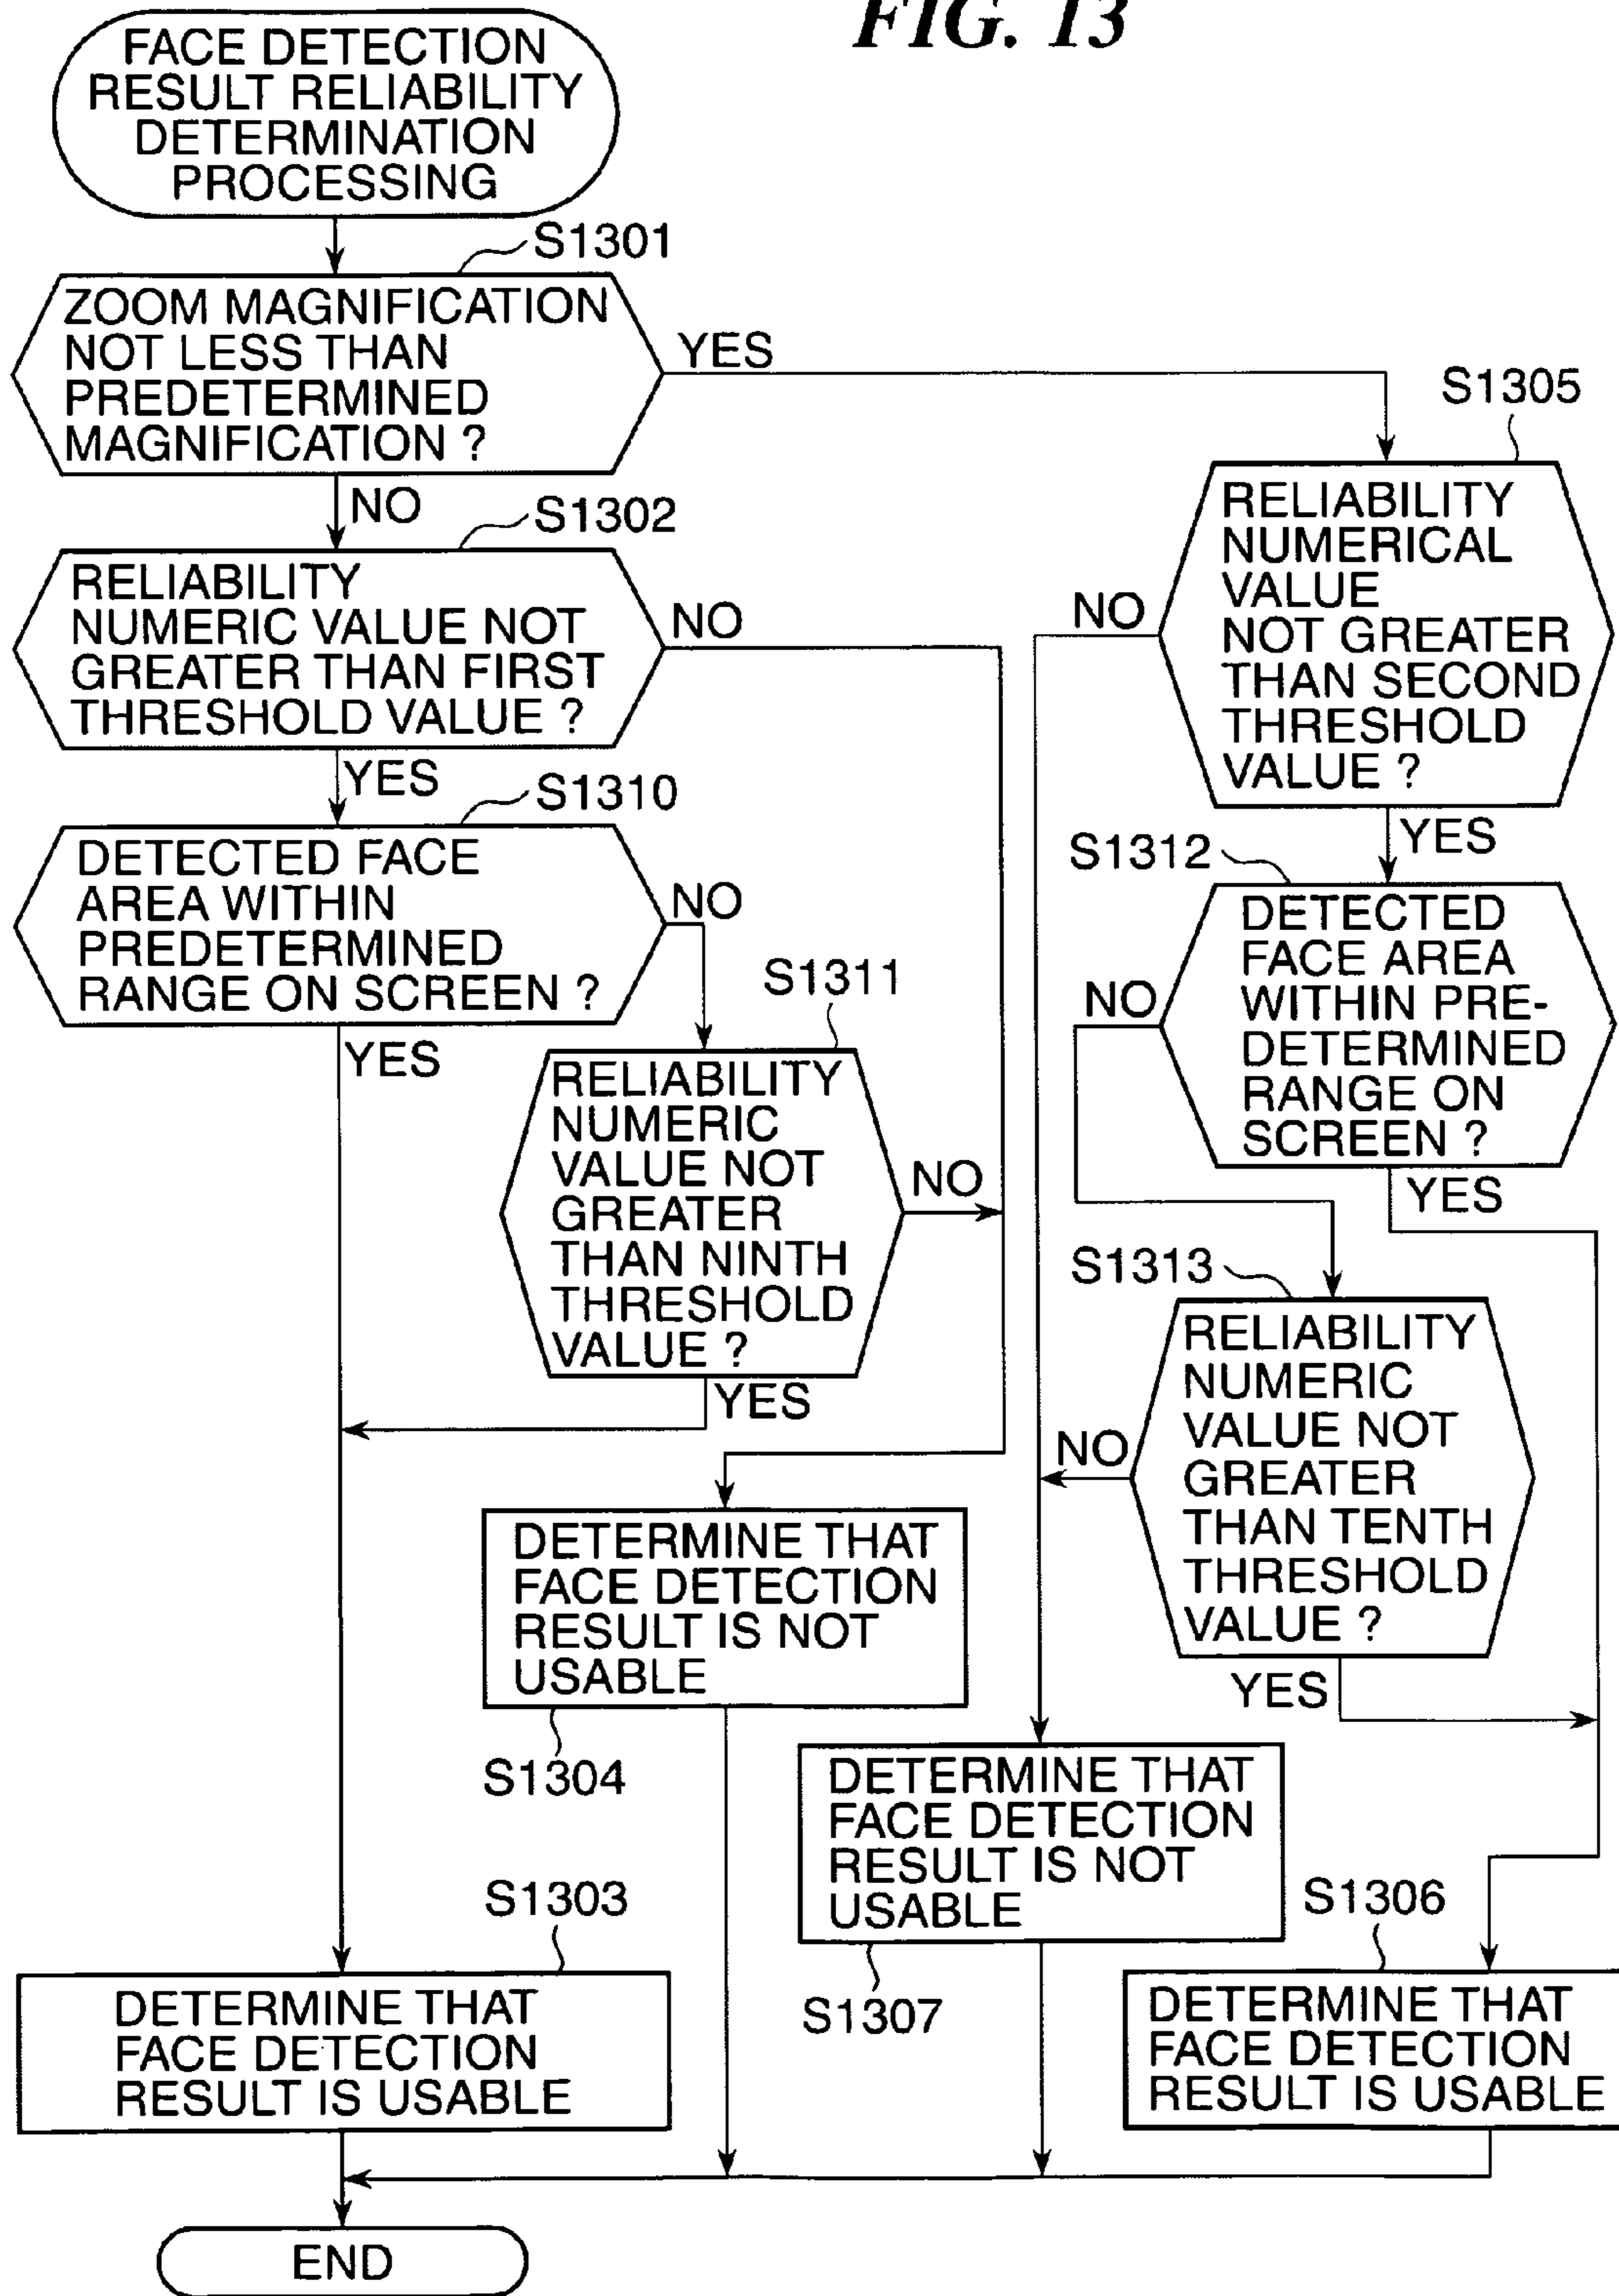 FIG. 13
FACE DETECTION
RESULT RELIABILITY
DETERMINATION
PROCESSING
S1301
ZOOM MAGNIFICATION
NOT LESS THAN
PREDETERMINED
MAGNIFICATION ?
YES
NO
S1302
RELIABILITY
NUMERIC VALUE NOT
GREATER THAN FIRST
THRESHOLD VALUE ?
NO
YES
S1310
DETECTED FACE
AREA WITHIN
PREDETERMINED
RANGE ON SCREEN ?
NO
YES
S1311
RELIABILITY
NUMERIC
VALUE NOT
GREATER
THAN NINTH
THRESHOLD
VALUE ?
NO
YES
S1305
RELIABILITY
NUMERICAL
VALUE
NOT GREATER
THAN SECOND
THRESHOLD
VALUE ?
NO
YES
S1312
DETECTED
FACE AREA
WITHIN PRE-
DETERMINED
RANGE ON
SCREEN ?
NO
YES
S1313
RELIABILITY
NUMERIC
VALUE NOT
GREATER
THAN TENTH
THRESHOLD
VALUE ?
NO
YES
DETERMINE THAT
FACE DETECTION
RESULT IS NOT
USABLE
S1304
DETERMINE THAT
FACE DETECTION
RESULT IS NOT
USABLE
S1307
S1303
DETERMINE THAT
FACE DETECTION
RESULT IS USABLE
S1306
DETERMINE THAT
FACE DETECTION
RESULT IS USABLE
END